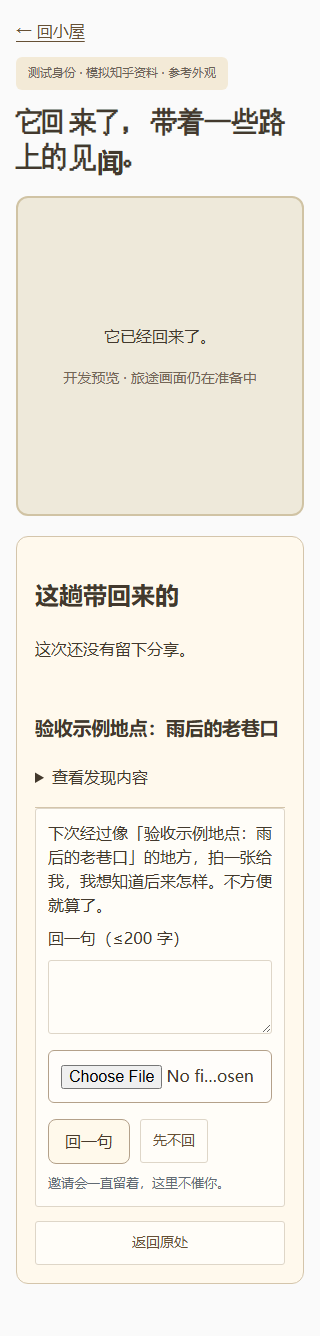 ← 回小屋
测试身份 · 模拟知乎资料 · 参考外观
它回来了，带着一些路
上的见闻。
它已经回来了。
开发预览 · 旅途画面仍在准备中
这趟带回来的
这次还没有留下分享。
验收示例地点：雨后的老巷口
▶ 查看发现内容
下次经过像「验收示例地点：雨
后的老巷口」的地方，拍一张给
我，我想知道后来怎样。不方便
就算了。
回一句（≤200 字）
Choose File No fi...osen
回一句 先不回
邀请会一直留着，这里不催你。
返回原处